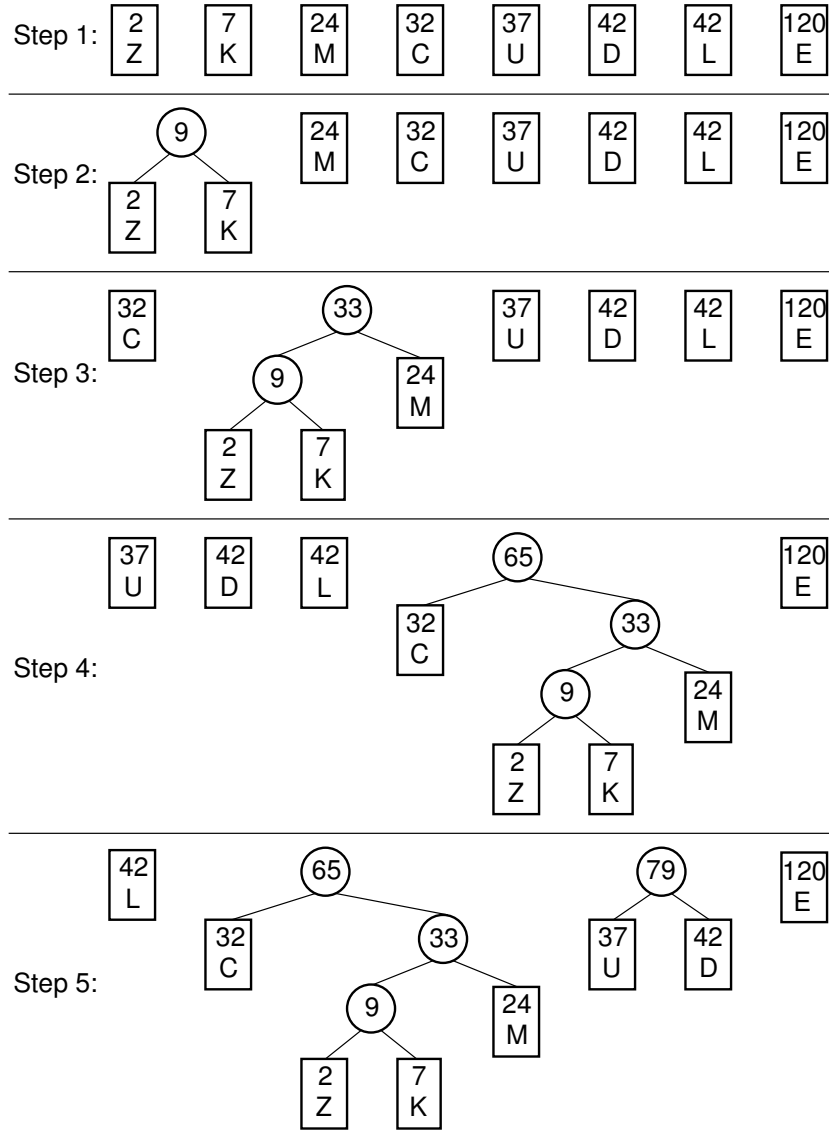 Step 1: 2 7 24 32 37 42 42 120
Z K M C U D L E
9 24 32 37 42 42 120
M C U D L E
Step 2:
2 7
Z K
32 33 37 42 42 120
C U D L E
Step 3:
9 24
M
2 7
Z K
37 42 42 65 120
U D L E
32 33
C
Step 4:
9 24
M
2 7
Z K
42 65 79 120
L E
32 33 37 42
C U D
Step 5:
9 24
M
2 7
Z K